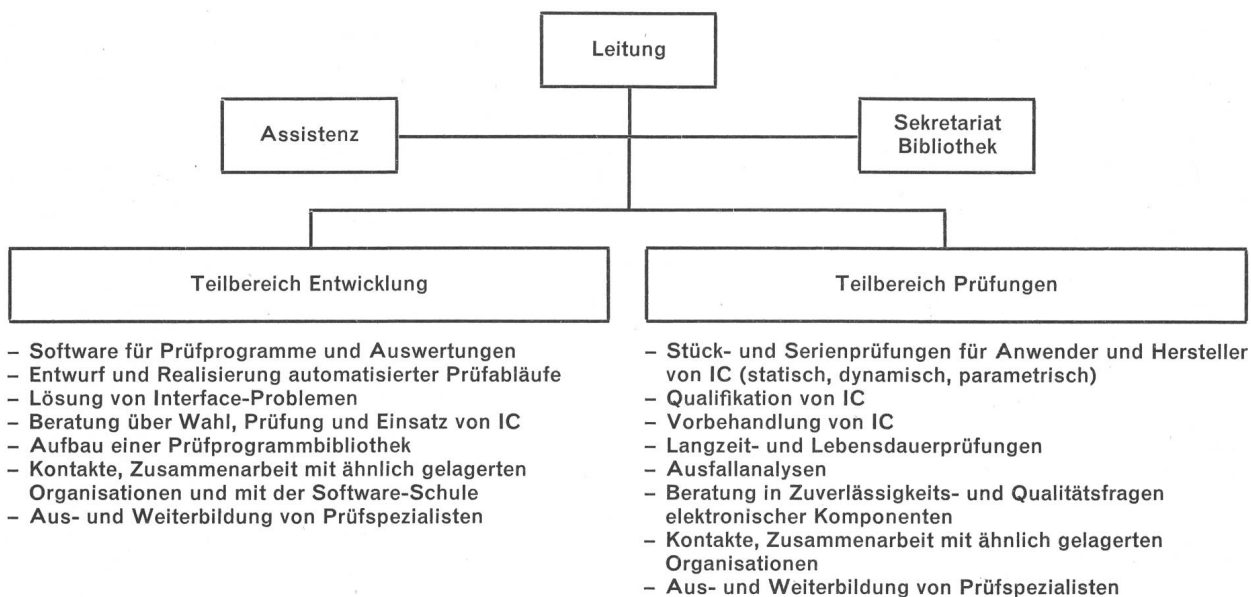 Leitung
Assistenz
Sekretariat
Bibliothek
Teilbereich Entwicklung
– Software für Prüfprogramme und Auswertungen
– Entwurf und Realisierung automatisierter Prüfabläufe
– Lösung von Interface-Problemen
– Beratung über Wahl, Prüfung und Einsatz von IC
– Aufbau einer Prüfprogrammbibliothek
– Kontakte, Zusammenarbeit mit ähnlich gelagerten
Organisationen und mit der Software-Schule
– Aus- und Weiterbildung von Prüfspezialisten
Teilbereich Prüfungen
– Stück- und Serienprüfungen für Anwender und Hersteller
von IC (statisch, dynamisch, parametrisch)
– Qualifikation von IC
– Vorbehandlung von IC
– Langzeit- und Lebensdauerprüfungen
– Ausfallanalysen
– Beratung in Zuverlässigkeits- und Qualitätsfragen
elektronischer Komponenten
– Kontakte, Zusammenarbeit mit ähnlich gelagerten
Organisationen
– Aus- und Weiterbildung von Prüfspezialisten